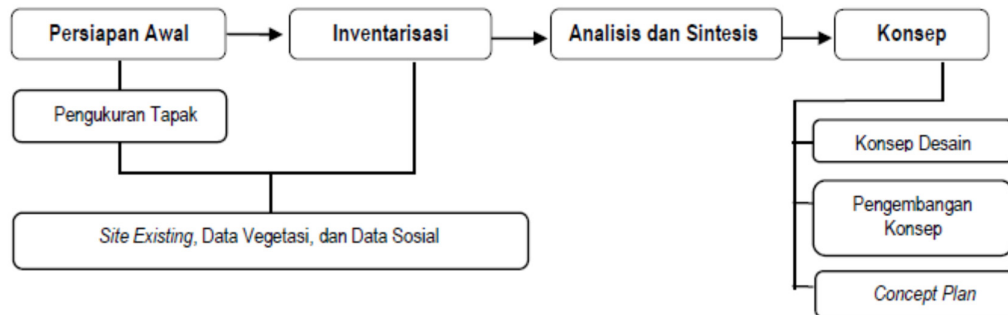 Persiapan Awal
Inventarisasi
Analisis dan Sintesis
Konsep
Pengukuran Tapak
Konsep Desain
Pengembangan
Konsep
Site Existing, Data Vegetasi, dan Data Sosial
Concept Plan